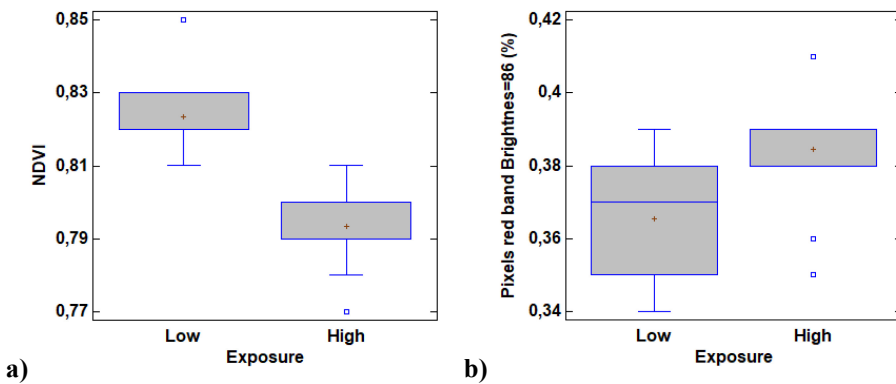 0,85
0,83
0,81
0,79
0,77
NDVI
Low High
Exposure
a)
0,42
0,4
0,38
0,36
0,34
Pixels red band Brightnes=86 (%)
Low High
Exposure
b)